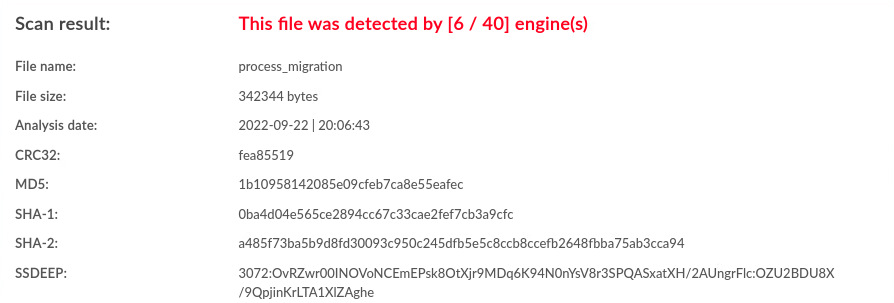 Scan result: This file was detected by [6 / 40] engine(s)
File name: process_migration
File size: 342344 bytes
Analysis date: 2022-09-22 | 20:06:43
CRC32: fea85519
MD5: 1b10958142085e09cfeb7ca8e55eafec
SHA-1: 0ba4d04e565ce2894cc67c33cae2fef7cb3a9cfc
SHA-2: a485f73ba5b9d8fd30093c950c245dfb5e5c8ccb8ccefb2648fbba75ab3cca94
SSDEEP: 3072:OvRZwr00INOVoNCEmEPsk8OtXjr9MDq6K94N0nYsV8r3SPQASxatXH/2AUngrFlc:OZU2BDU8X
/9QpjinKrLTA1XlZAghe